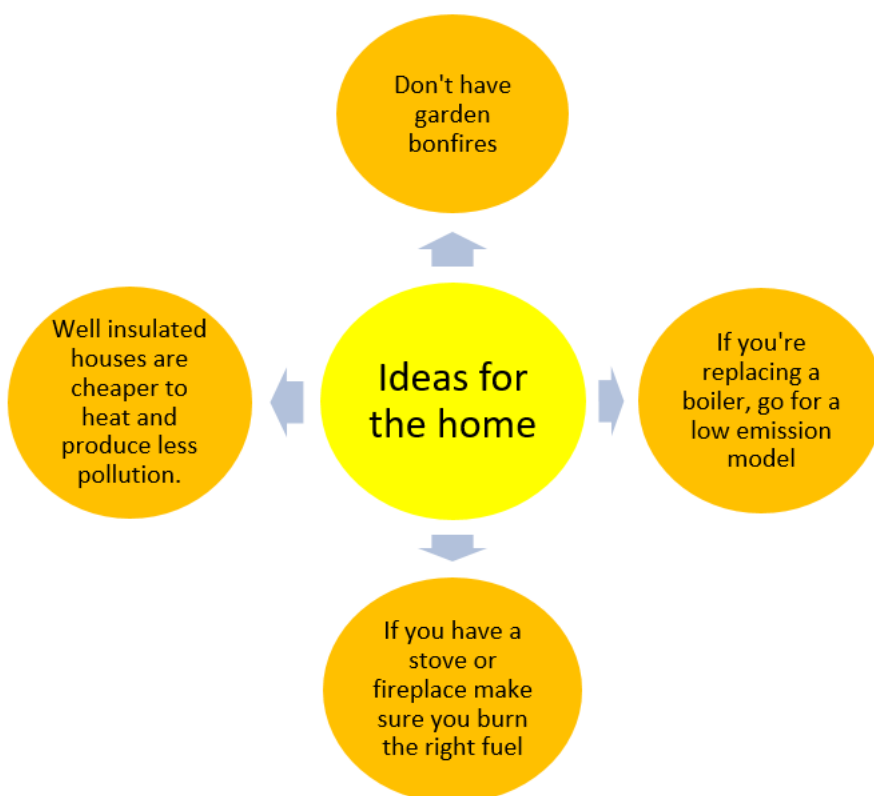 Don't have
garden
bonfires
Well insulated
houses are
cheaper to
heat and
produce less
pollution.
Ideas for
the home
If you're
replacing a
boiler, go for a
low emission
model
If you have a
stove or
fireplace make
sure you burn
the right fuel